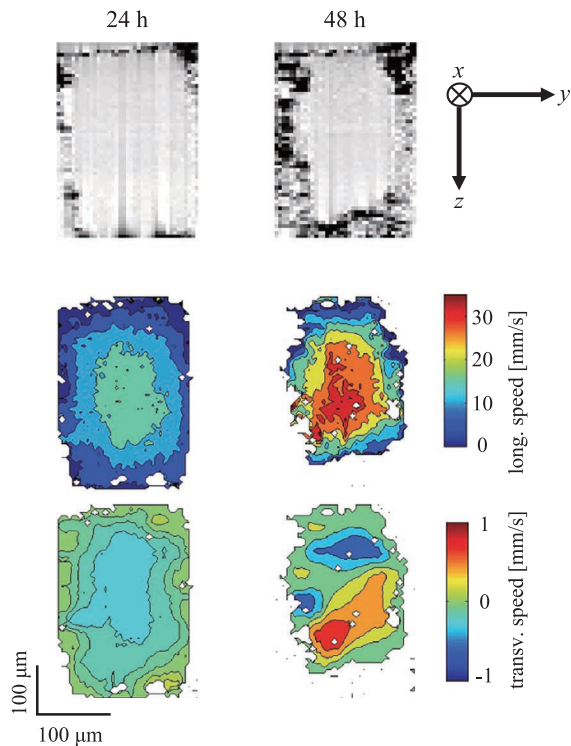 24 h
48 h
x
y
z
30
20
10
0
long. speed [mm/s]
1
0
-1
transv. speed [mm/s]
100 μm
100 μm